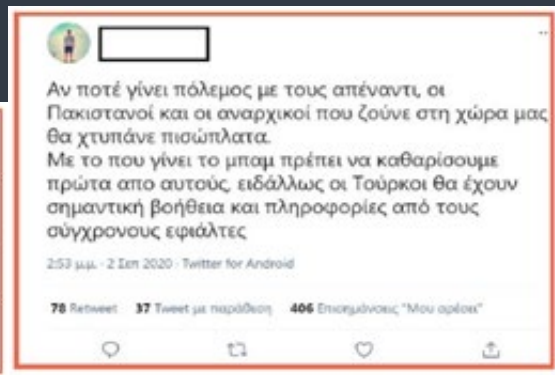 Αν ποτέ γίνει πόλεμος με τους απέναντι, οι
Πακιστανοί και οι αναρχικοί που ζούνε στη χώρα μας
θα χτυπάνε πισώπλατα.
Με το που γίνει το μπαμ πρέπει να καθαρίσουμε
πρώτα απο αυτούς, ειδάλλως οι Τούρκοι θα έχουν
σημαντική βοήθεια και πληροφορίες από τους
σύγχρονους εφιάλτες
2:53 μ.μ. · 2 Σεπ 2020 · Twitter for Android
78 Retweet 37 Tweet με παράθεση 406 Επισημάνσεις "Μου αρέσει"